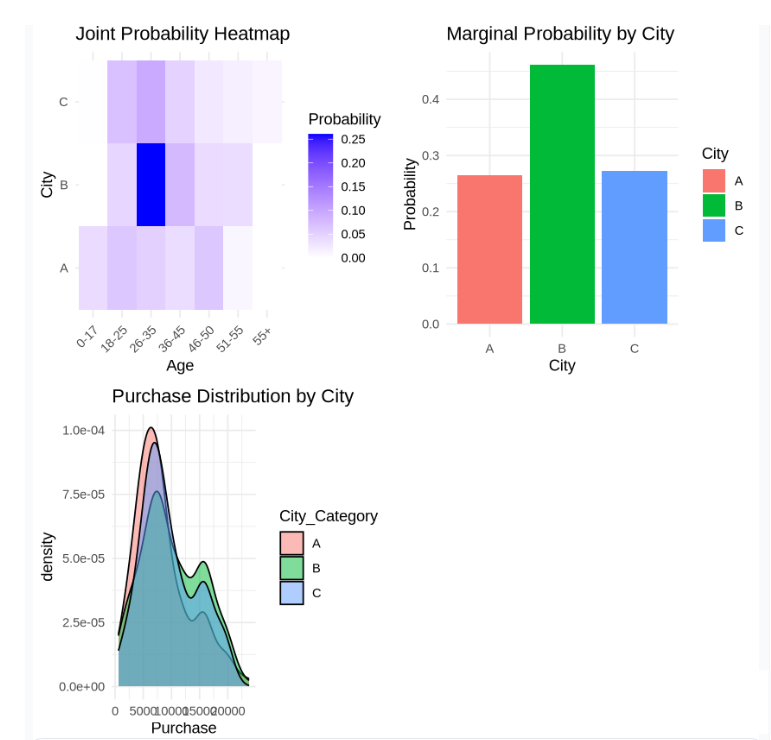 Joint Probability Heatmap
C
B
A
City
0-17
18-25
26-35
36-45
46-50
51-55
55+
Age
Probability
0.25
0.20
0.15
0.10
0.05
0.00
Marginal Probability by City
0.4
0.3
0.2
0.1
0.0
Probability
A
B
C
City
City
A
B
C
Purchase Distribution by City
1.0e-04
7.5e-05
5.0e-05
2.5e-05
0.0e+00
density
0
5000
10000
15000
20000
Purchase
City_Category
A
B
C